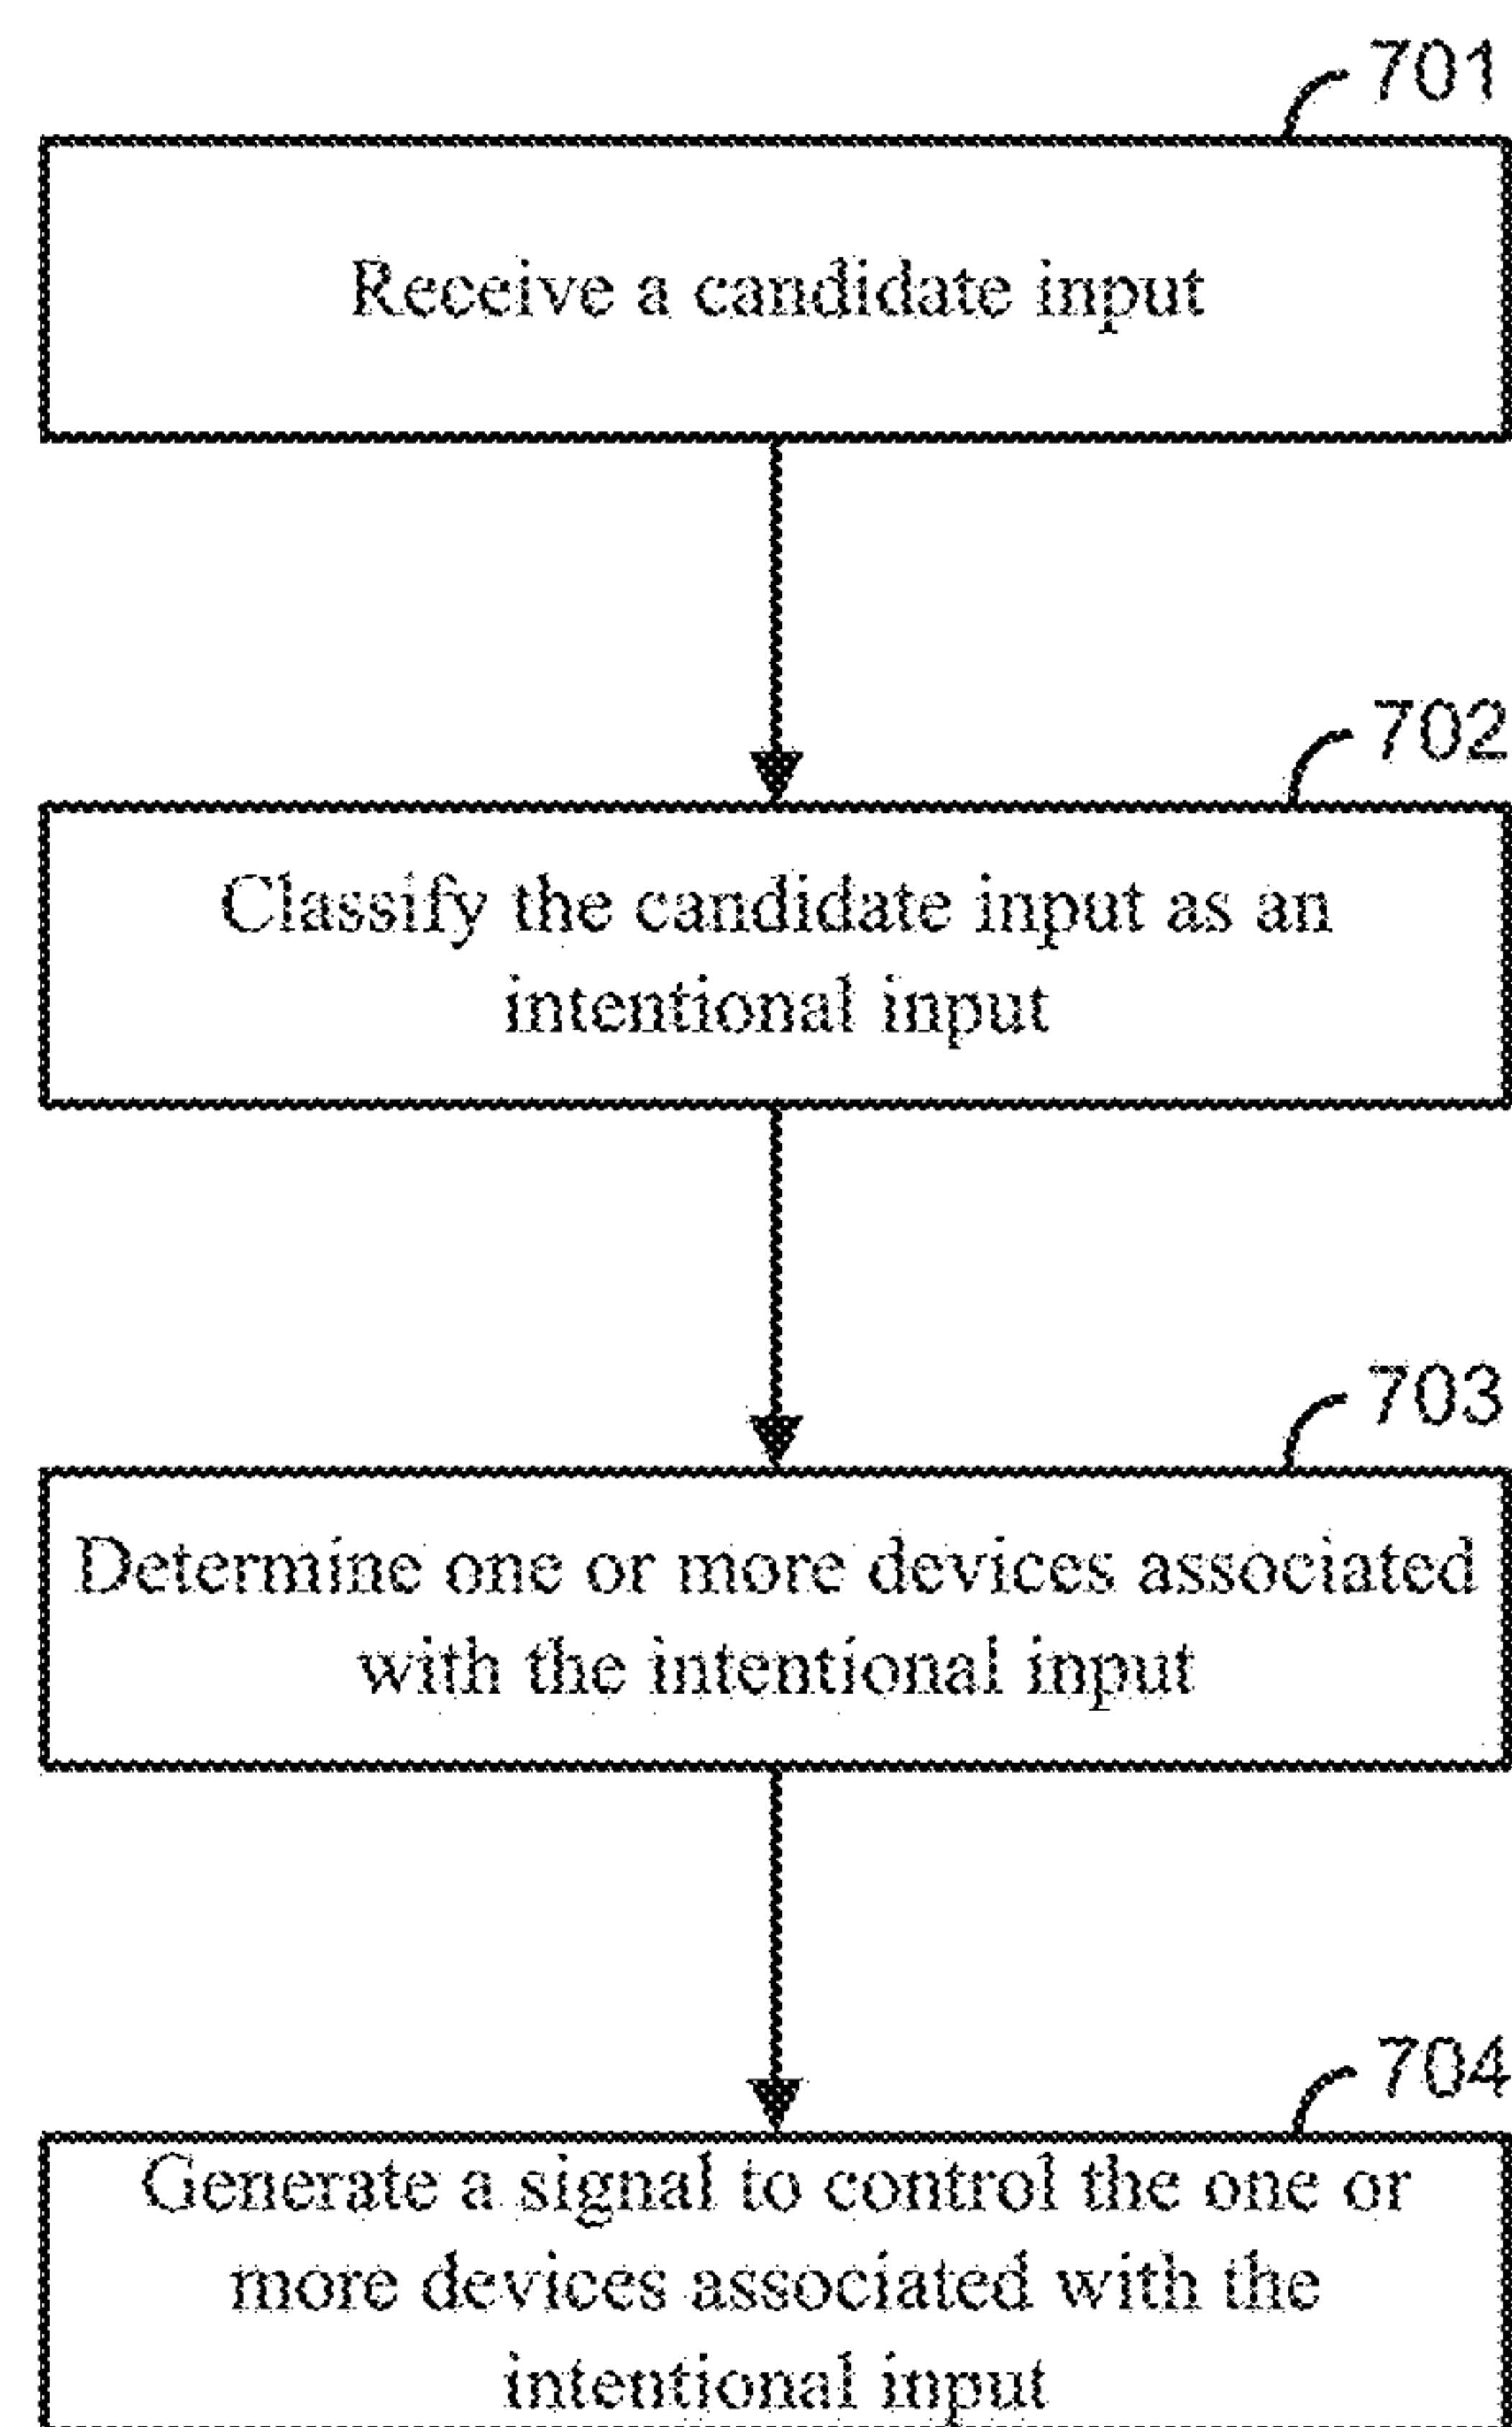 701
Receive a candidate input
702
Classify the candidate input as an
intentional input
703
Determine one or more devices associated
with the intentional input
704
Generate a signal to control the one or
more devices associated with the
intentional input